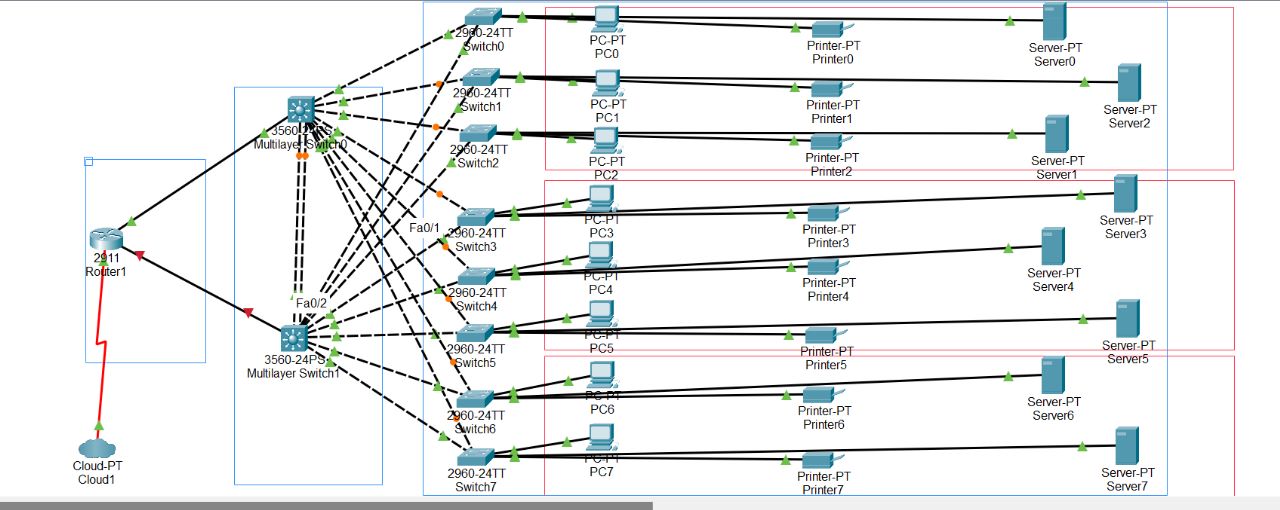 2960-24TT
Switch0
PC-PT
PC0
Printer-PT
Printer0
Server-PT
Server0
2960-24TT
Switch1
PC-PT
PC1
Printer-PT
Printer1
Server-PT
Server2
3560-24PS
Multilayer Switch0
2960-24TT
Switch2
PC-PT
PC2
Printer-PT
Printer2
Server-PT
Server1
Fa0/1
2960-24TT
Switch3
PC-PT
PC3
Printer-PT
Printer3
Server-PT
Server3
2911
Router1
2960-24TT
Switch4
PC-PT
PC4
Printer-PT
Printer4
Server-PT
Server4
Fa0/2
3560-24PS
Multilayer Switch1
2960-24TT
Switch5
PC-PT
PC5
Printer-PT
Printer5
Server-PT
Server5
2960-24TT
Switch6
PC-PT
PC6
Printer-PT
Printer6
Server-PT
Server6
Cloud-PT
Cloud1
2960-24TT
Switch7
PC-PT
PC7
Printer-PT
Printer7
Server-PT
Server7